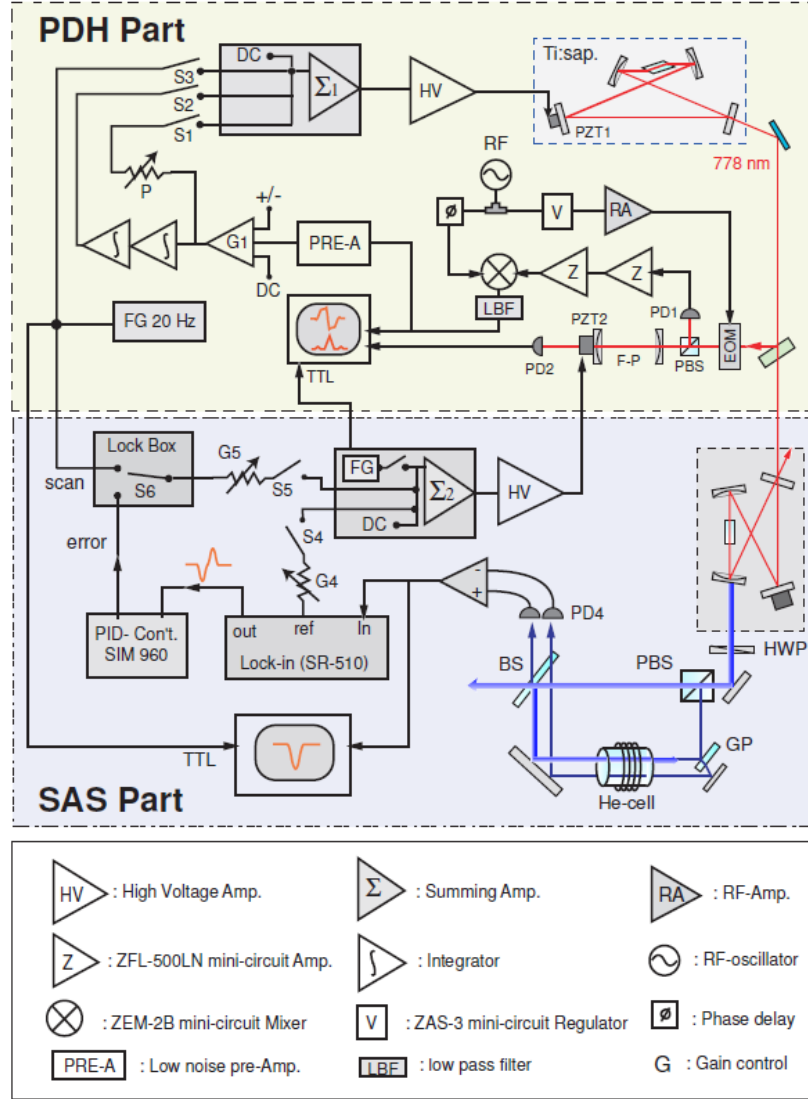 PDH Part
DC
S3
S2
S1
Σ1
HV
Ti:sap.
PZT1
778 nm
RF
P
+/-
ø
V
RA
G1
PRE-A
DC
Z
Z
LBF
PD1
FG 20 Hz
PZT2
EOM
TTL
PD2
F-P
PBS
Lock Box
G5
scan
S6
S5
FG
Σ2
HV
DC
S4
error
G4
-
+
PD4
PID- Con't.
SIM 960
out
ref
In
Lock-in (SR-510)
BS
PBS
HWP
TTL
GP
He-cell
SAS Part
HV : High Voltage Amp.
Σ : Summing Amp.
RA : RF-Amp.
Z : ZFL-500LN mini-circuit Amp.
∫ : Integrator
: RF-oscillator
: ZEM-2B mini-circuit Mixer
V : ZAS-3 mini-circuit Regulator
ø : Phase delay
PRE-A : Low noise pre-Amp.
LBF : low pass filter
G : Gain control